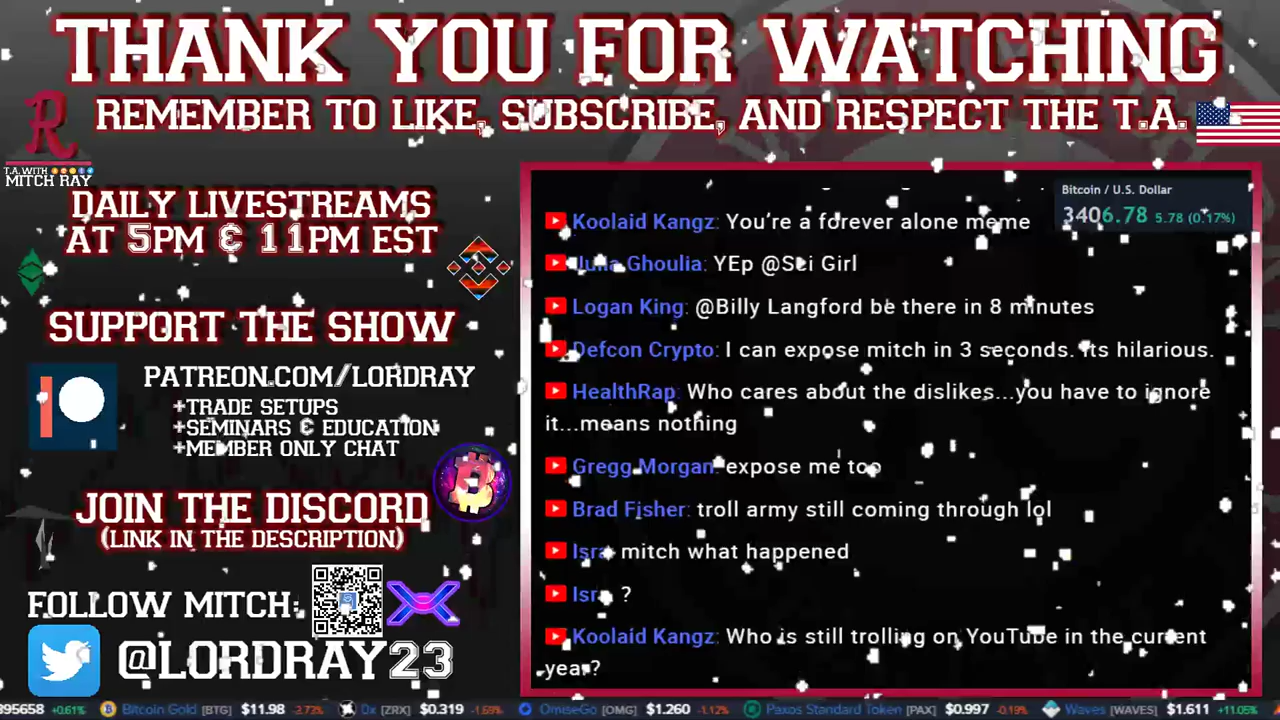 THANK YOU FOR WATCHING
REMEMBER TO LIKE, SUBSCRIBE, AND RESPECT THE T.A.
R
T.A. WITH
MITCH RAY
DAILY LIVESTREAMS
AT 5PM & 11PM EST
SUPPORT THE SHOW
PATREON.COM/LORDRAY
+TRADE SETUPS
+SEMINARS & EDUCATION
+MEMBER ONLY CHAT
JOIN THE DISCORD
(LINK IN THE DESCRIPTION)
FOLLOW MITCH:
@LORDRAY23
Bitcoin / U.S. Dollar
3406.78 5.78 (0.17%)
Koolaid Kangz: You're a forever alone meme
Julia Ghoulia: YEp @Sci Girl
Logan King: @Billy Langford be there in 8 minutes
Defcon Crypto: I can expose mitch in 3 seconds. Its hilarious.
HealthRap: Who cares about the dislikes...you have to ignore
it...means nothing
Gregg Morgan: expose me too
Brad Fisher: troll army still coming through lol
mitch what happened
?
Koolaid Kangz: Who is still trolling on YouTube in the current
year?
395658 +0.61% Bitcoin Gold [BTG] $11.98 -2.72% 0x [ZRX] $0.319 -1.69% OmiseGo [OMG] $1.260 -1.12% Paxos Standard Token [PAX] $0.997 -0.19% Waves [WAVES] $1.611 +11.05%